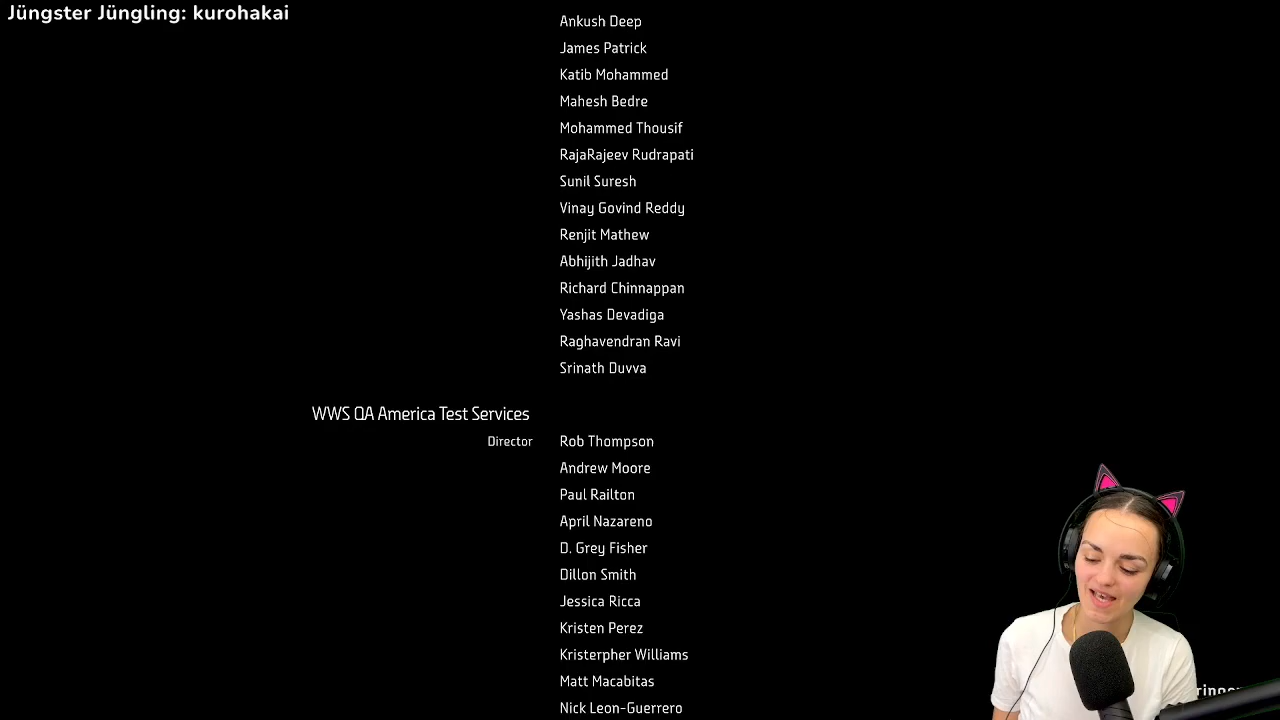 Jüngster Jüngling: kurohakai
Ankush Deep
James Patrick
Katib Mohammed
Mahesh Bedre
Mohammed Thousif
RajaRajeev Rudrapati
Sunil Suresh
Vinay Govind Reddy
Renjit Mathew
Abhijith Jadhav
Richard Chinnappan
Yashas Devadiga
Raghavendran Ravi
Srinath Duvva
WWS QA America Test Services
Director Rob Thompson
Andrew Moore
Paul Railton
April Nazareno
D. Grey Fisher
Dillon Smith
Jessica Ricca
Kristen Perez
Kristerpher Williams
Matt Macabitas
Nick Leon-Guerrero